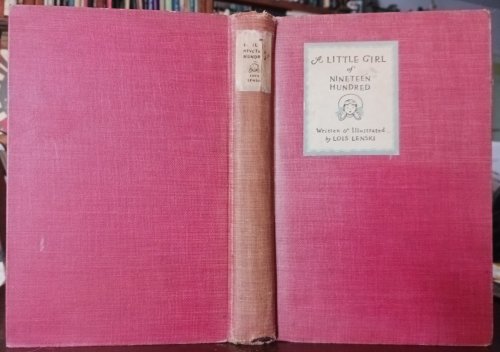 A LITTLE GIRL
of
NINETEEN
HUNDRED
Written & Illustrated
by LOIS LENSKI